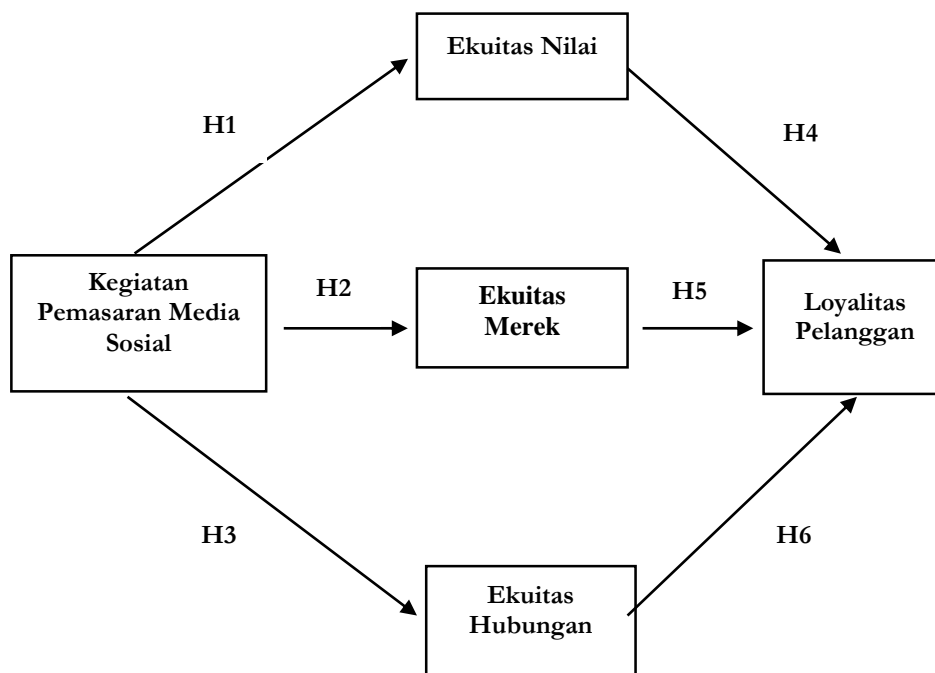 Ekuitas Nilai
H1
H4
Kegiatan
Pemasaran Media
Sosial
H2
Ekuitas
Merek
H5
Loyalitas
Pelanggan
H3
H6
Ekuitas
Hubungan